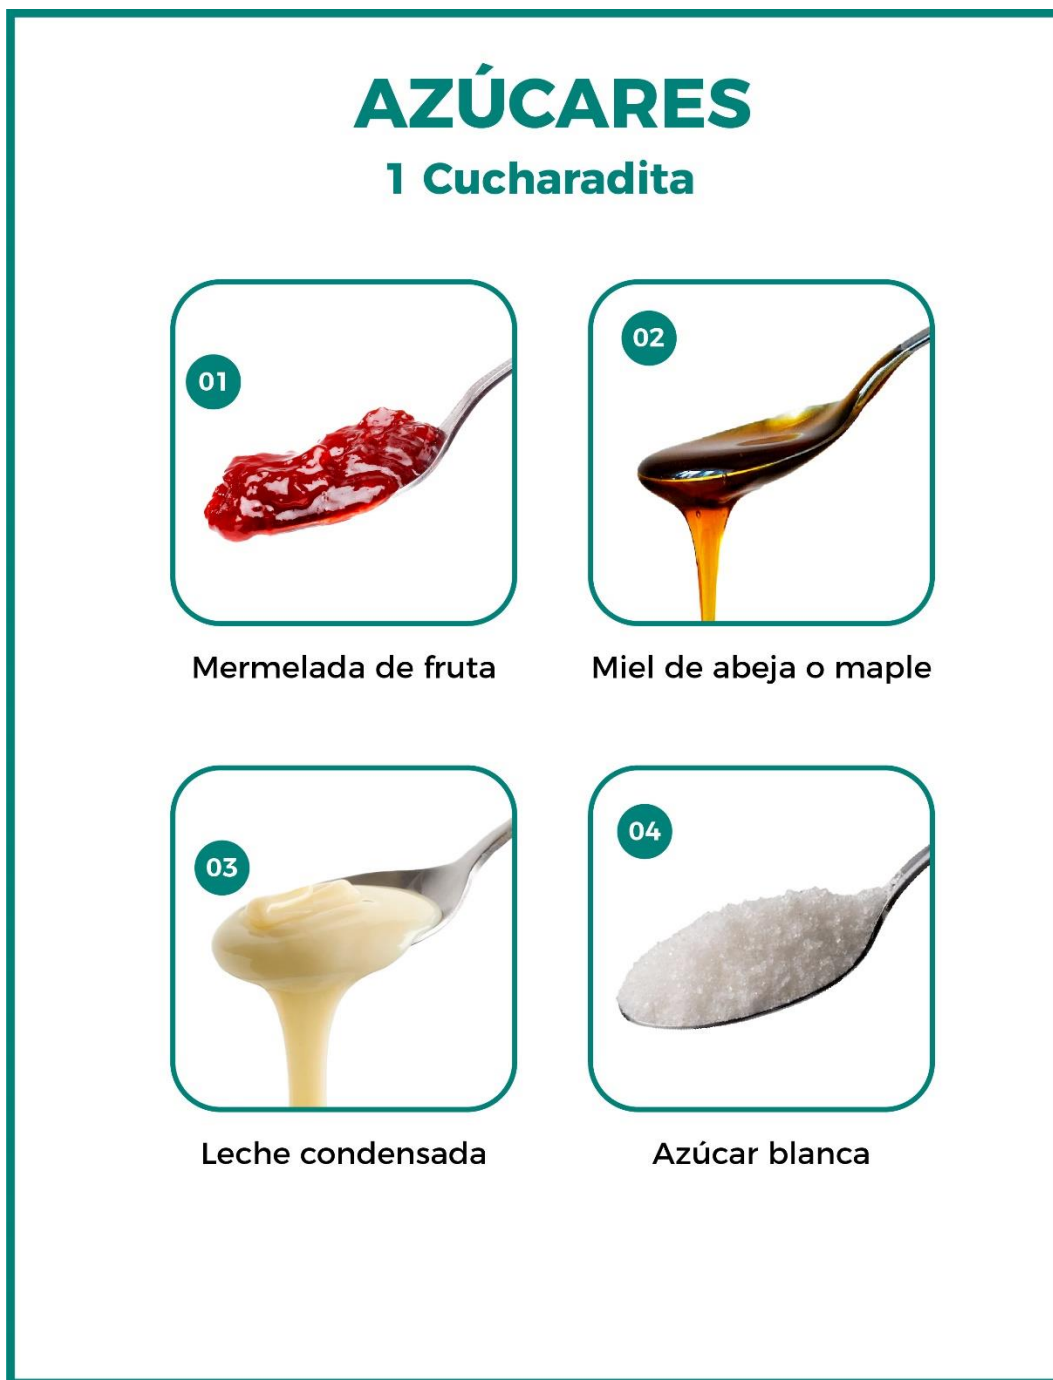 AZÚCARES
1 Cucharadita
01
02
Mermelada de fruta
Miel de abeja o maple
03
04
Leche condensada
Azúcar blanca